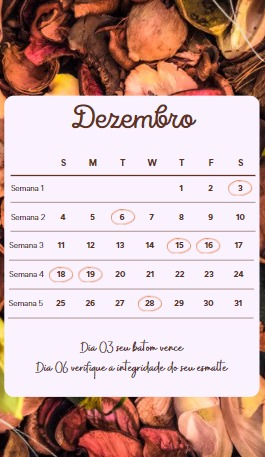 Dezembro
S M T W T F S
Semana 1 1 2 3
Semana 2 4 5 6 7 8 9 10
Semana 3 11 12 13 14 15 16 17
Semana 4 18 19 20 21 22 23 24
Semana 5 25 26 27 28 29 30 31
Dia 03 seu batom vence
Dia 06 verifique a integridade do seu esmalte